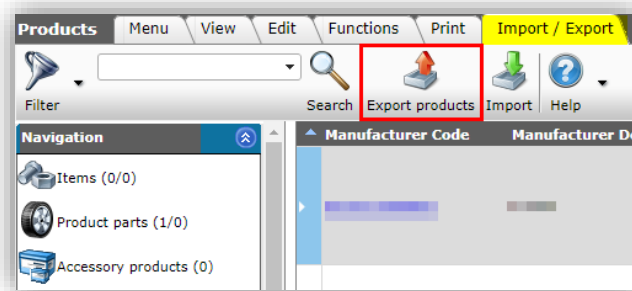 Products Menu View Edit Functions Print Import / Export
Filter Search Export products Import Help
Navigation Manufacturer Code Manufacturer
Items (0/0)
Product parts (1/0)
Accessory products (0)